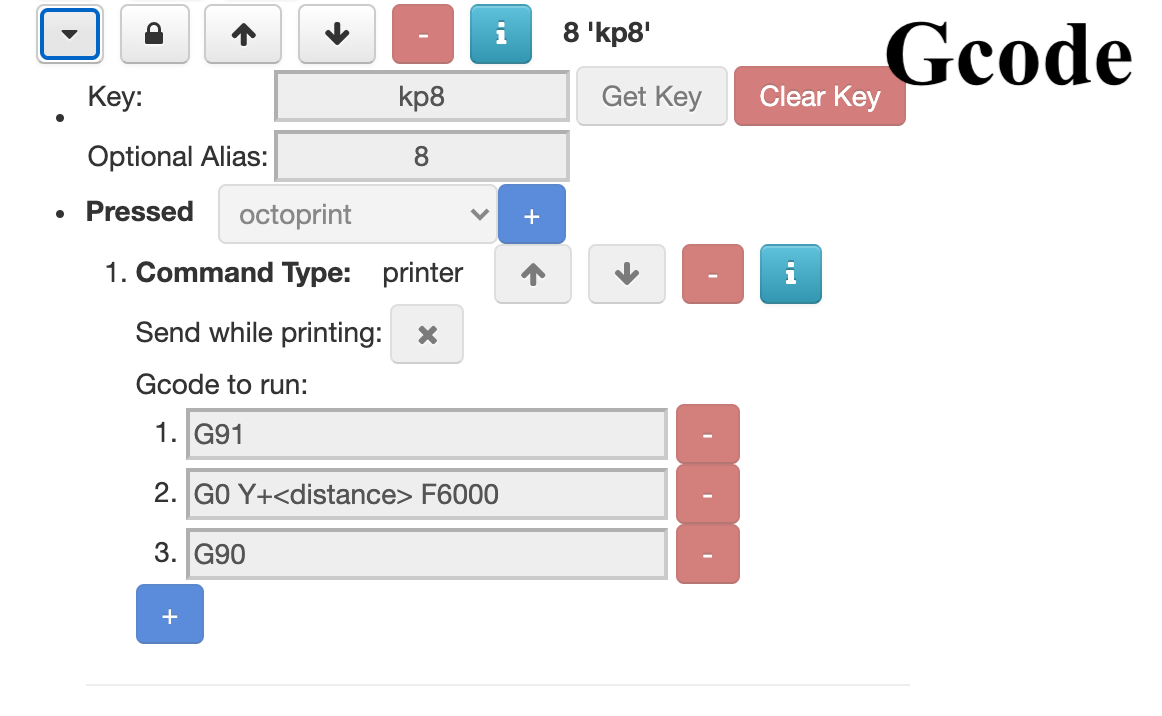 - i 8 'kp8'
Gcode
Key: kp8 Get Key Clear Key
Optional Alias: 8
Pressed octoprint +
1. Command Type: printer - i
Send while printing:
Gcode to run:
1. G91 -
2. G0 Y+<distance> F6000 -
3. G90 -
+